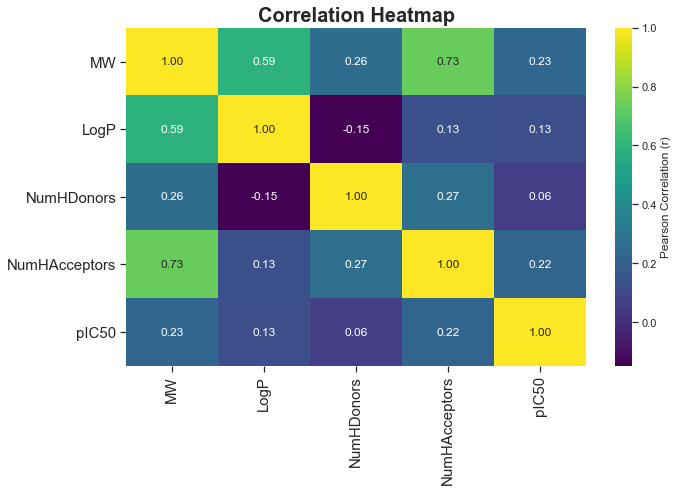 Correlation Heatmap
MW 1.00 0.59 0.26 0.73 0.23
LogP 0.59 1.00 -0.15 0.13 0.13
NumHDonors 0.26 -0.15 1.00 0.27 0.06
NumHAcceptors 0.73 0.13 0.27 1.00 0.22
pIC50 0.23 0.13 0.06 0.22 1.00
MW LogP NumHDonors NumHAcceptors pIC50
1.0
0.8
0.6
0.4
0.2
0.0
Pearson Correlation (r)